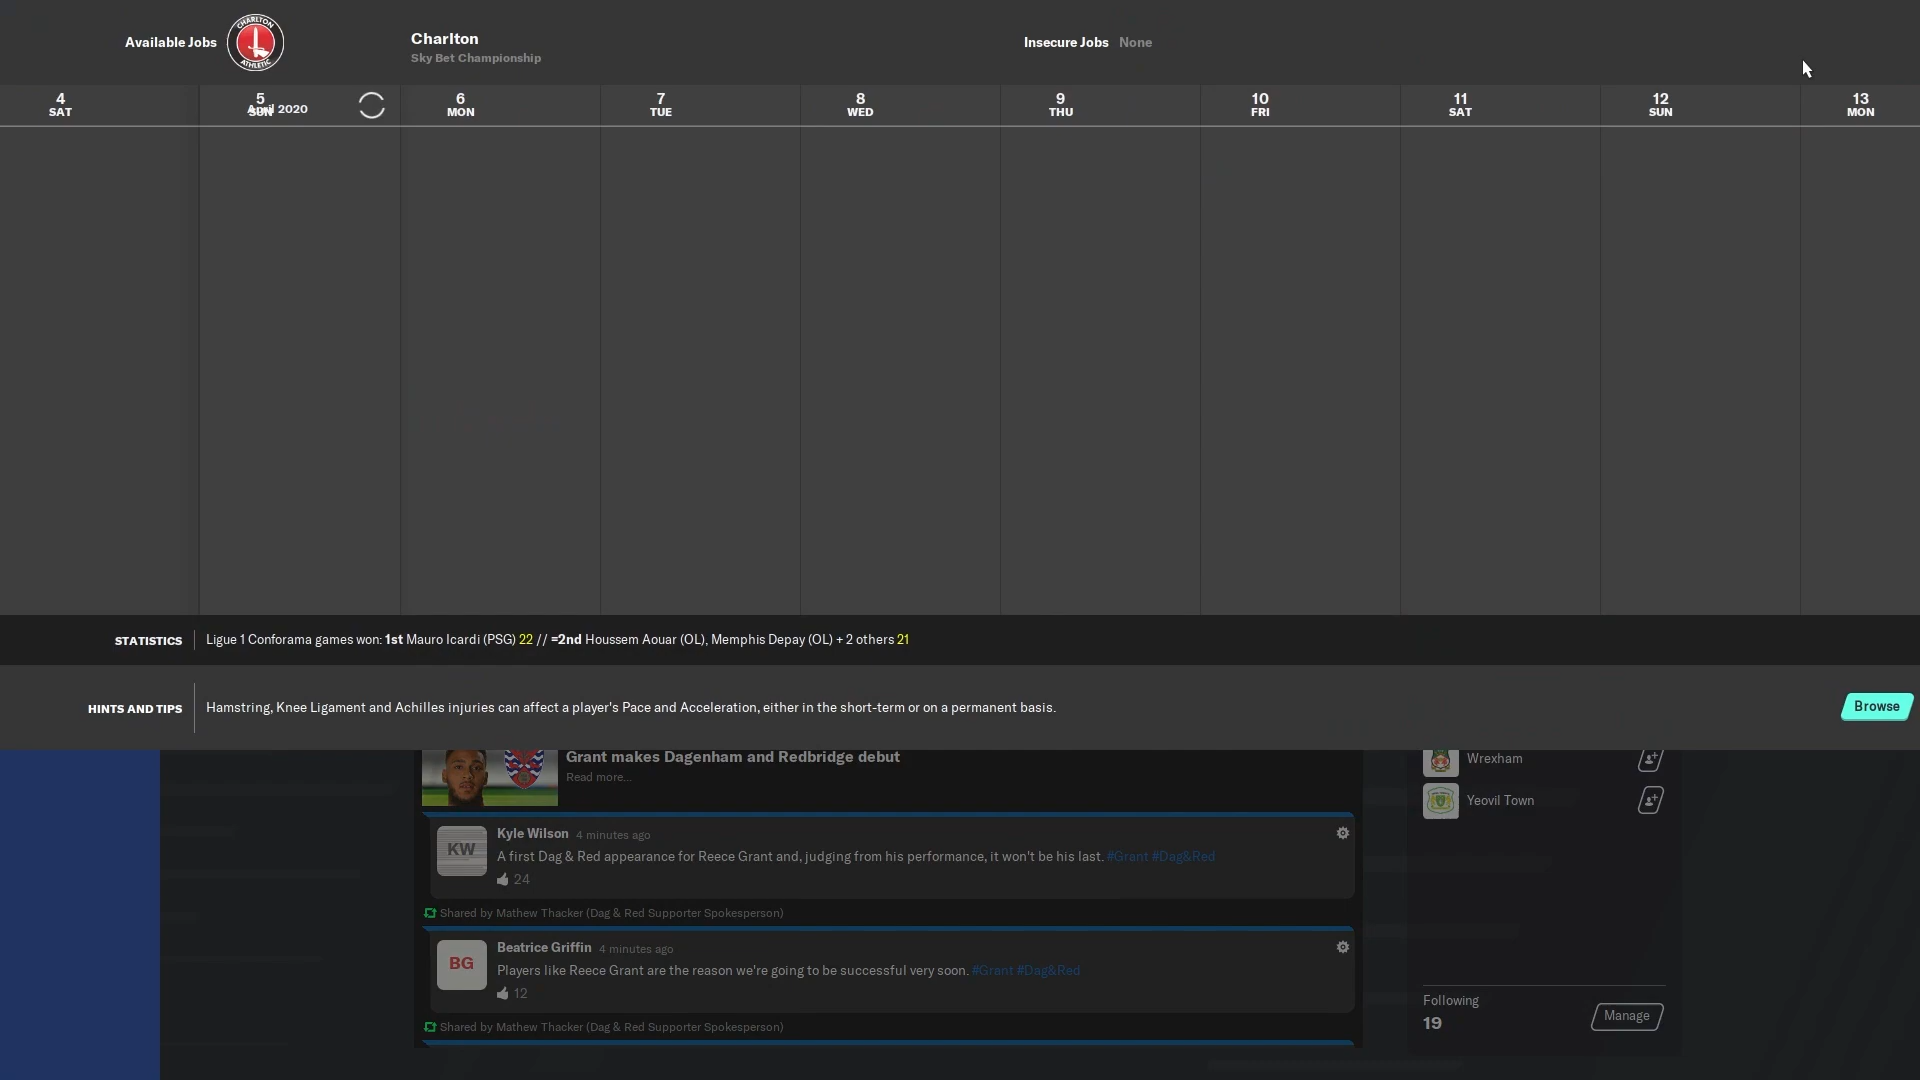 Available Jobs
CHARLTON
ATHLETIC
Charlton
Sky Bet Championship
Insecure Jobs None
4
SAT
5
SUN
April 2020
6
MON
7
TUE
8
WED
9
THU
10
FRI
11
SAT
12
SUN
13
MON
STATISTICS
Ligue 1 Conforama games won: 1st Mauro Icardi (PSG) 22 // =2nd Houssem Aouar (OL), Memphis Depay (OL) + 2 others 21
HINTS AND TIPS
Hamstring, Knee Ligament and Achilles injuries can affect a player's Pace and Acceleration, either in the short-term or on a permanent basis.
Browse
Grant makes Dagenham and Redbridge debut
Read more...
KW
Kyle Wilson 4 minutes ago
A first Dag & Red appearance for Reece Grant and, judging from his performance, it won't be his last. #Grant #Dag&Red
24
Shared by Mathew Thacker (Dag & Red Supporter Spokesperson)
BG
Beatrice Griffin 4 minutes ago
Players like Reece Grant are the reason we're going to be successful very soon. #Grant #Dag&Red
12
Shared by Mathew Thacker (Dag & Red Supporter Spokesperson)
Wrexham
Yeovil Town
Following
19
Manage